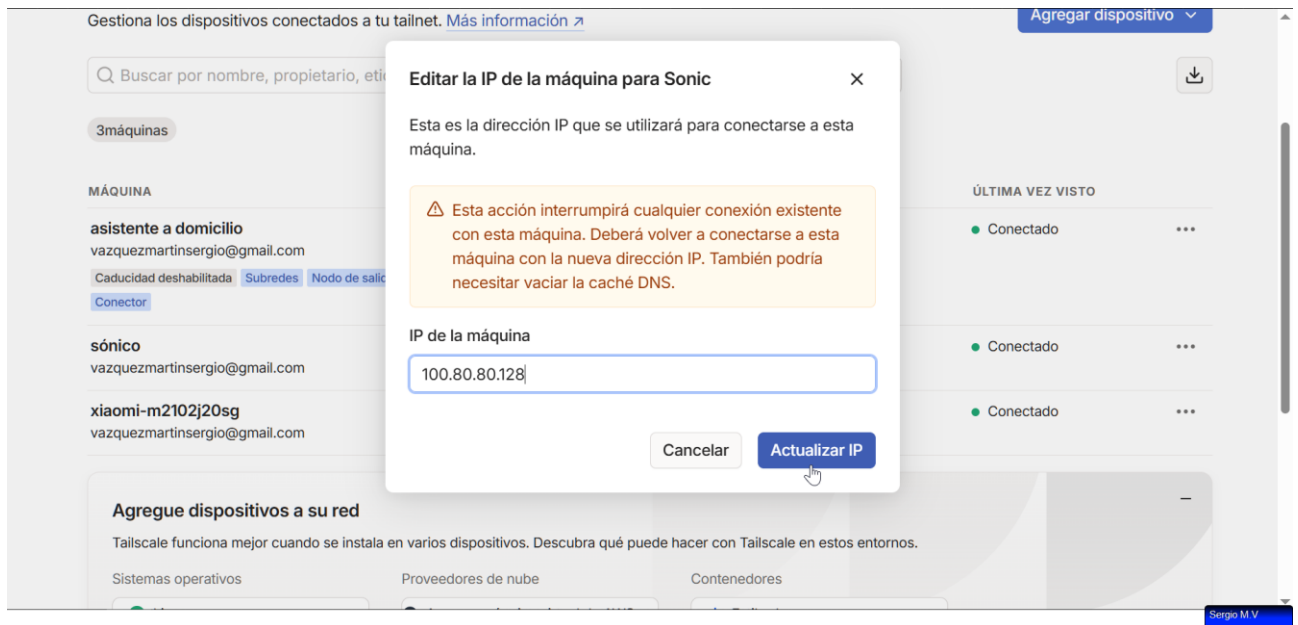 Gestiona los dispositivos conectados a tu tailnet. Más información ↗
Agregar dispositivo
Buscar por nombre, propietario, eti
3máquinas
MÁQUINA
ÚLTIMA VEZ VISTO
asistente a domicilio
vazquezmartinsergio@gmail.com
Caducidad deshabilitada Subredes Nodo de salid
Conector
Conectado
sónico
vazquezmartinsergio@gmail.com
Conectado
xiaomi-m2102j20sg
vazquezmartinsergio@gmail.com
Conectado
Editar la IP de la máquina para Sonic
Esta es la dirección IP que se utilizará para conectarse a esta
máquina.
Esta acción interrumpirá cualquier conexión existente
con esta máquina. Deberá volver a conectarse a esta
máquina con la nueva dirección IP. También podría
necesitar vaciar la caché DNS.
IP de la máquina
100.80.80.128
Cancelar
Actualizar IP
Agregue dispositivos a su red
Tailscale funciona mejor cuando se instala en varios dispositivos. Descubra qué puede hacer con Tailscale en estos entornos.
Sistemas operativos
Proveedores de nube
Contenedores
Sergio M.V